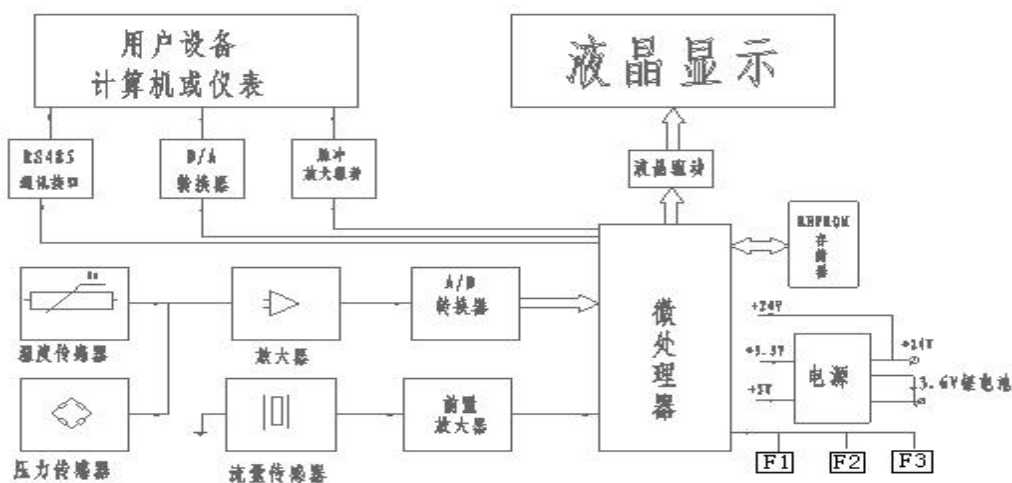 用户设备
计算机或仪表
液晶显示
RS485
通讯接口
D/A
转换器
脉冲
放大驱动
液晶驱动
EEPROM
存储器
微处理器
A/D
转换器
温度传感器
放大器
+24V
+24V
+3.3V
+5V
电源
3.6V锂电池
前置
放大器
压力传感器
流量传感器
F1
F2
F3